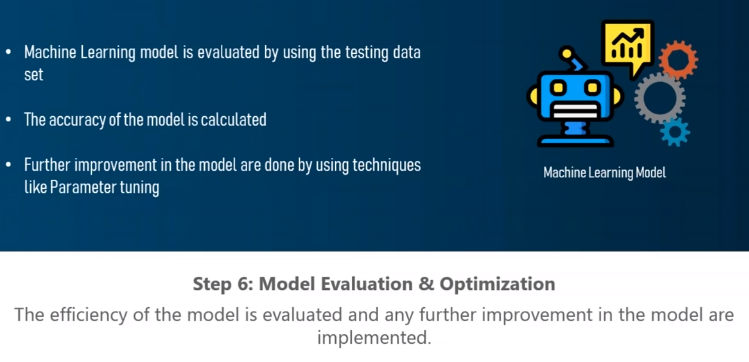 • Machine Learning model is evaluated by using the testing data
set
• The accuracy of the model is calculated
• Further improvement in the model are done by using techniques
like Parameter tuning
Machine Learning Model
Step 6: Model Evaluation & Optimization
The efficiency of the model is evaluated and any further improvement in the model are
implemented.